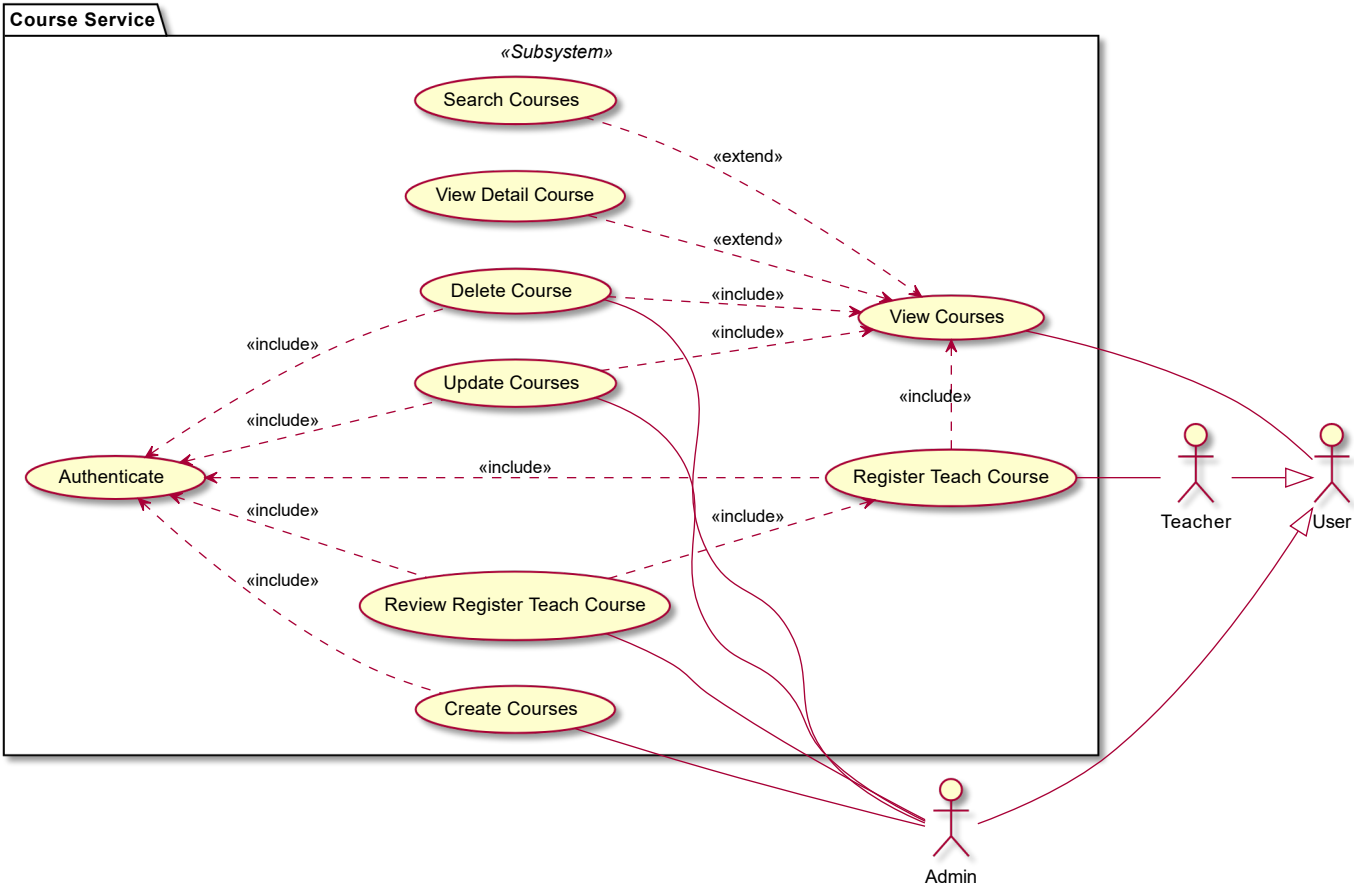 Course Service
«Subsystem»
Search Courses
«extend»
View Detail Course
«extend»
Delete Course
«include»
View Courses
«include»
«include»
Update Courses
«include»
«include»
Authenticate
«include»
Register Teach Course
Teacher
User
«include»
«include»
«include»
Review Register Teach Course
Create Courses
Admin